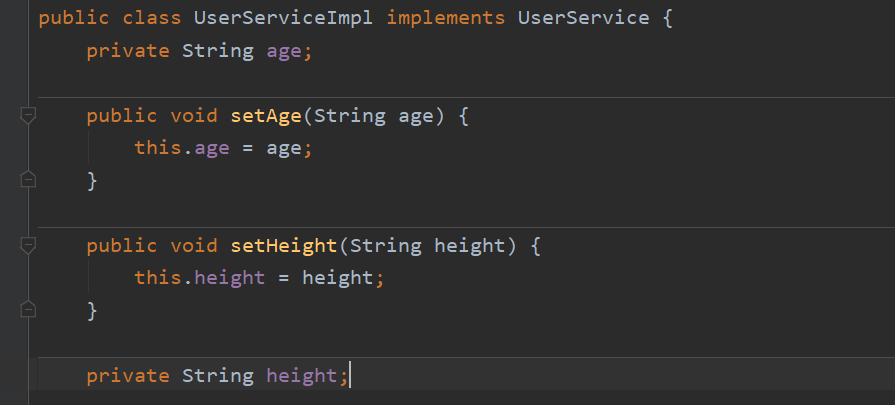 public class UserServiceImpl implements UserService {
    private String age;
    public void setAge(String age) {
        this.age = age;
    }
    public void setHeight(String height) {
        this.height = height;
    }
    private String height;